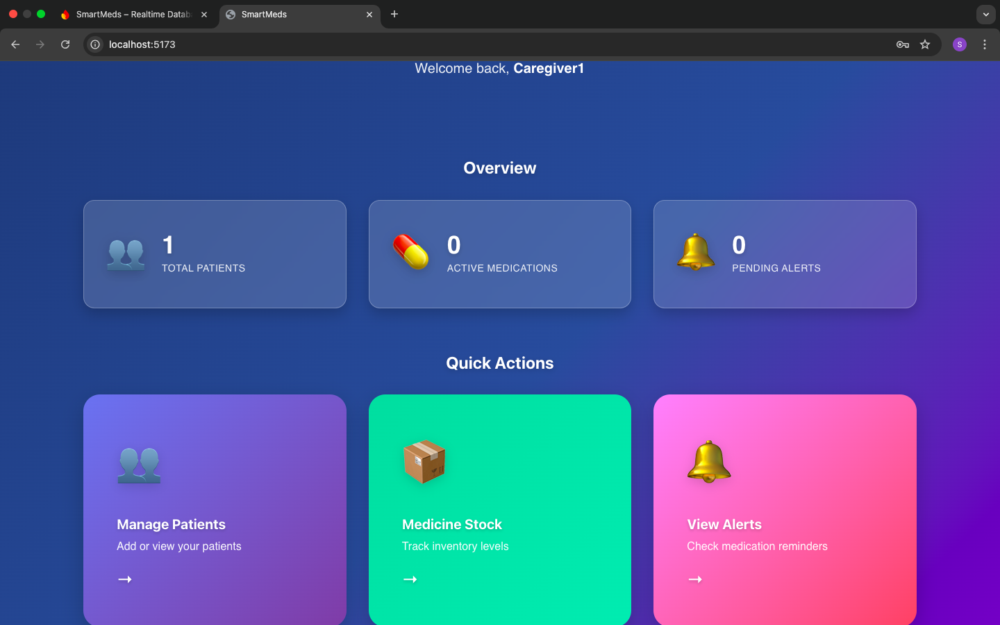 SmartMeds – Realtime Datab
SmartMeds
localhost:5173
S
Welcome back, Caregiver1
Overview
1
TOTAL PATIENTS
0
ACTIVE MEDICATIONS
0
PENDING ALERTS
Quick Actions
Manage Patients
Add or view your patients
→
Medicine Stock
Track inventory levels
→
View Alerts
Check medication reminders
→